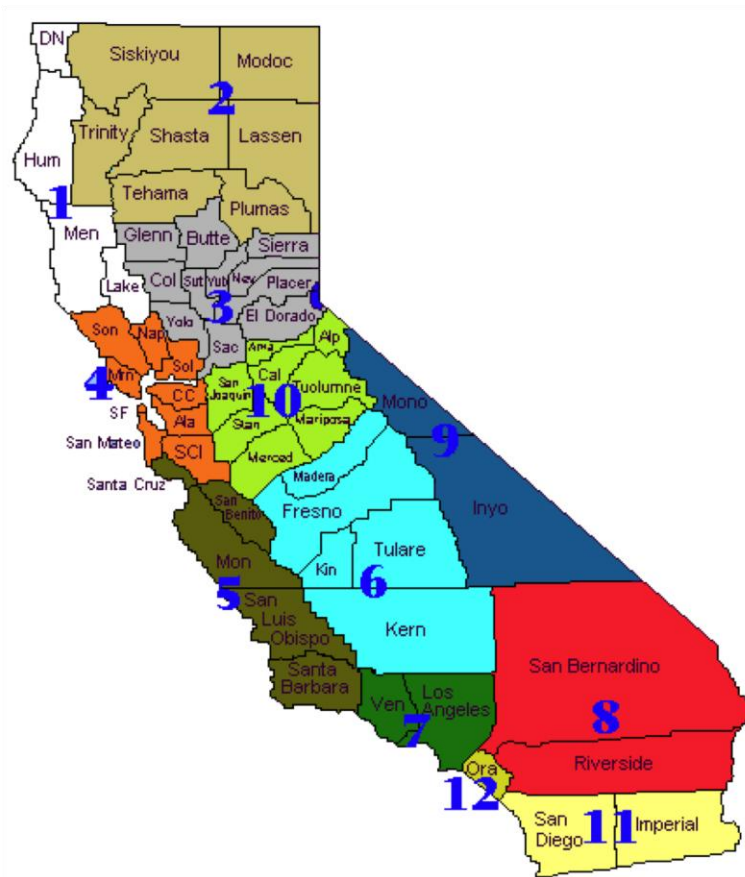 DN
Siskiyou
Modoc
2
Trinity
Shasta
Lassen
Hum
1
Tehama
Plumas
Men
Glenn
Butte
Sierra
Lake
Col
Sut
Yub
Nev
Placer
3
Yolo
El Dorado
Son
Nap
Sac
Ama
Alp
Sol
4
Mrn
San
Joaquin
Cal
Tuolumne
10
Mono
CC
SF
Ala
Stan
Mariposa
9
San Mateo
SCl
Merced
Madera
Santa Cruz
San
Benito
Fresno
Inyo
Tulare
Mon
Kin
6
5
San
Luis
Obispo
Kern
Santa
Barbara
San Bernardino
Ven
Los
Angeles
7
8
Ora
Riverside
12
San
Diego
11
Imperial